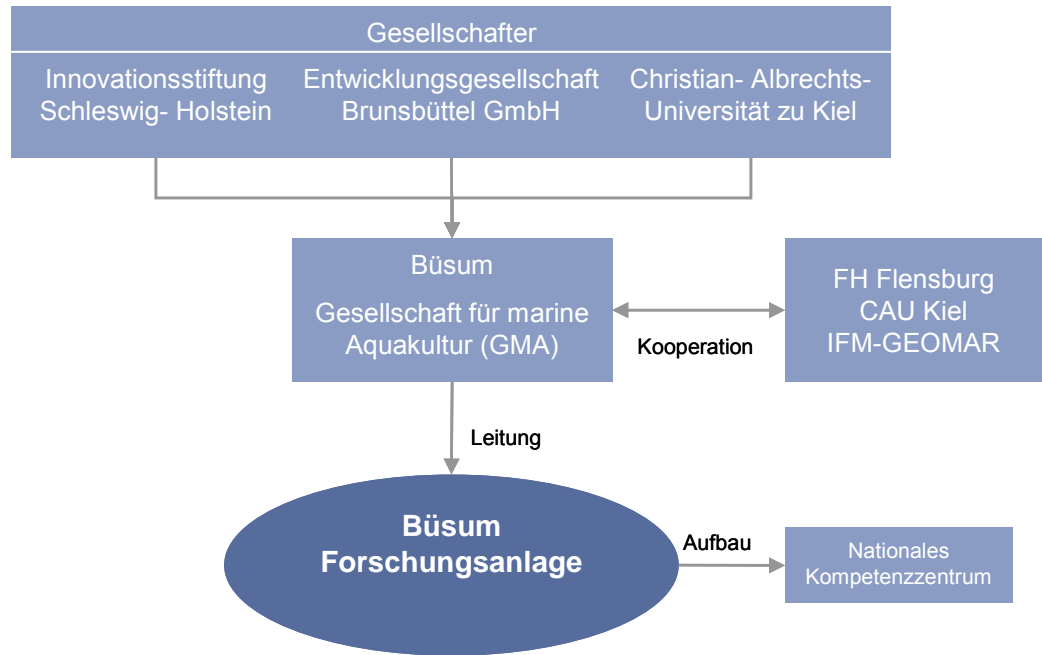 Gesellschafter
Innovationsstiftung
Schleswig- Holstein
Entwicklungsgesellschaft
Brunsbüttel GmbH
Christian- Albrechts-
Universität zu Kiel
Büsum
Gesellschaft für marine
Aquakultur (GMA)
Kooperation
FH Flensburg
CAU Kiel
IFM-GEOMAR
Leitung
Büsum
Forschungsanlage
Aufbau
Nationales
Kompetenzzentrum